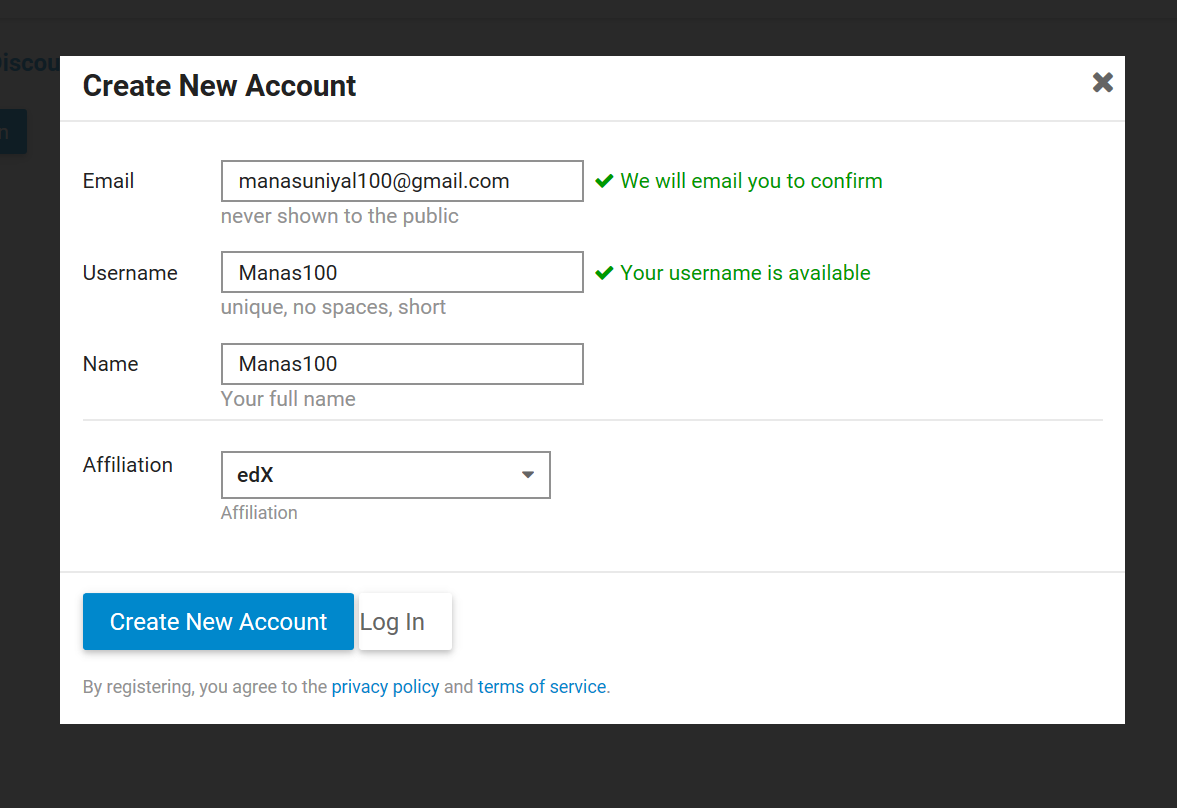 Create New Account
Email
manasuniyal100@gmail.com
We will email you to confirm
never shown to the public
Username
Manas100
Your username is available
unique, no spaces, short
Name
Manas100
Your full name
Affiliation
edX
Affiliation
Create New Account
Log In
By registering, you agree to the privacy policy and terms of service.